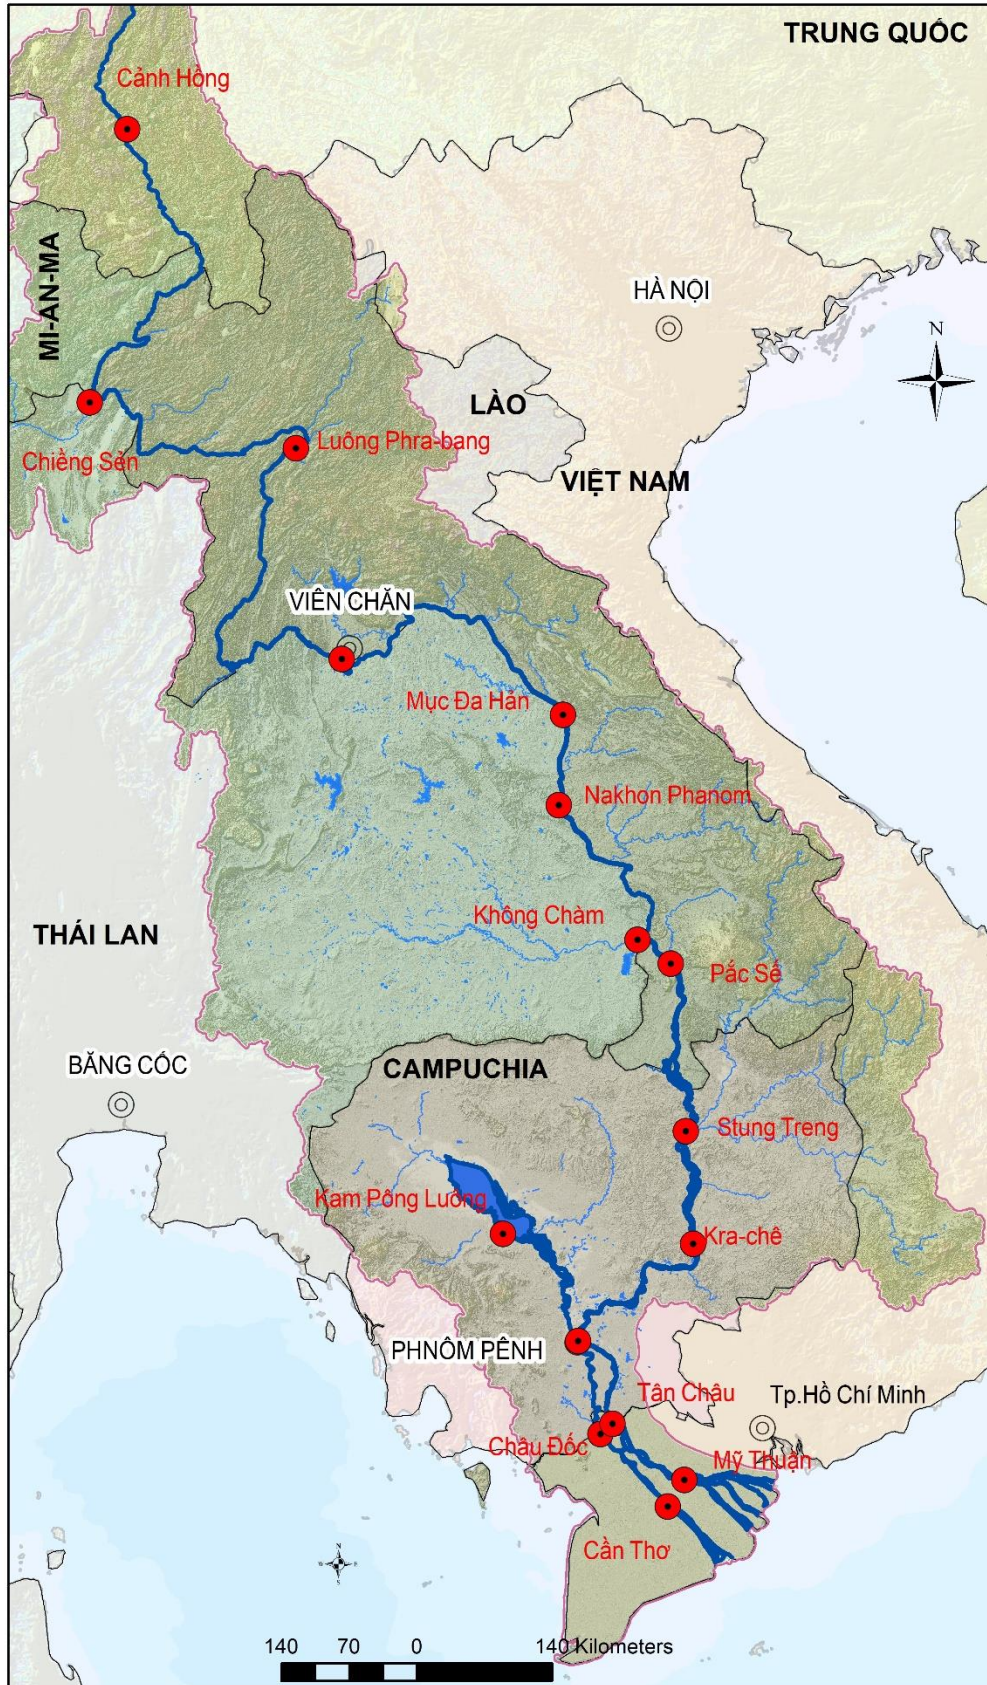 TRUNG QUỐC
Cảnh Hồng
MI-AN-MA
HÀ NỘI
N
LÀO
Chiềng Sẻn
Luông Phra-bang
VIỆT NAM
VIÊN CHĂN
Mục Đa Hán
Nakhon Phanom
Không Chàm
THÁI LAN
Pắc Sế
BĂNG CỐC
CAMPUCHIA
Stung Treng
Kam Pông Luông
Kra-chê
PHNÔM PÊNH
Tân Châu
Tp.Hồ Chí Minh
Châu Đốc
Mỹ Thuận
Cần Thơ
N
S
140 70 0 140 Kilometers